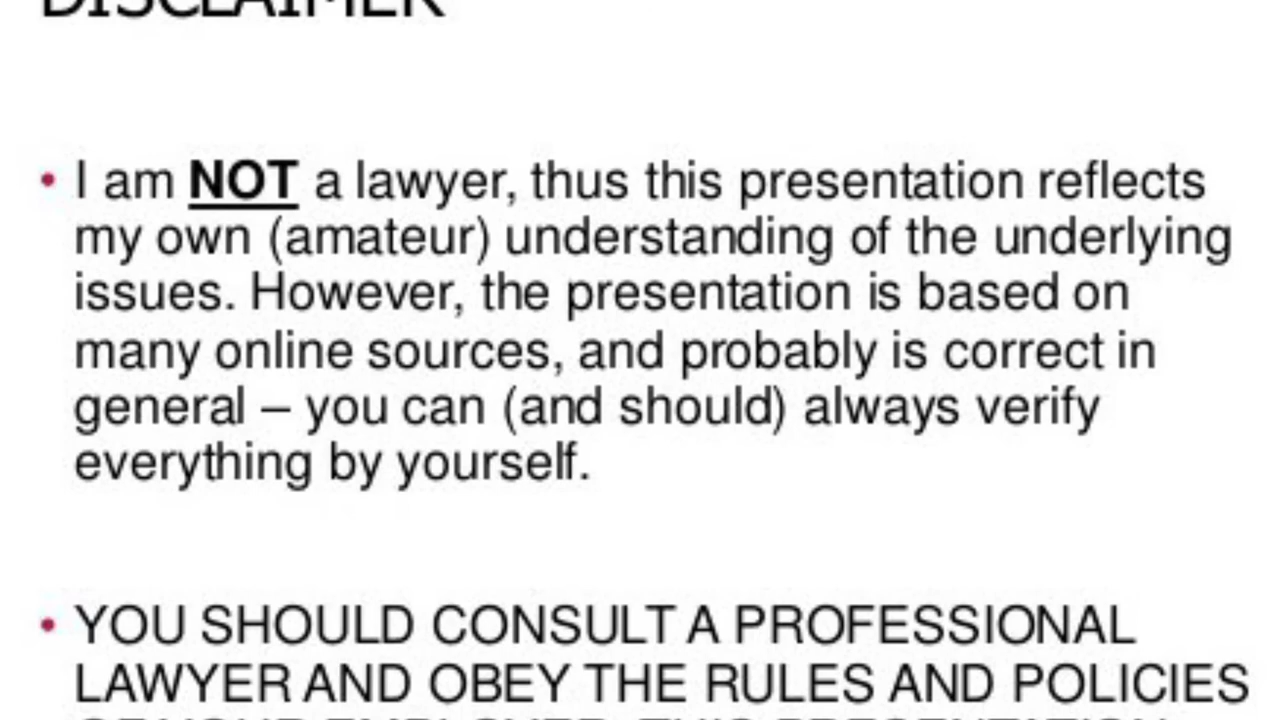 DISCLAIMER
• I am NOT a lawyer, thus this presentation reflects
my own (amateur) understanding of the underlying
issues. However, the presentation is based on
many online sources, and probably is correct in
general – you can (and should) always verify
everything by yourself.
• YOU SHOULD CONSULT A PROFESSIONAL
LAWYER AND OBEY THE RULES AND POLICIES